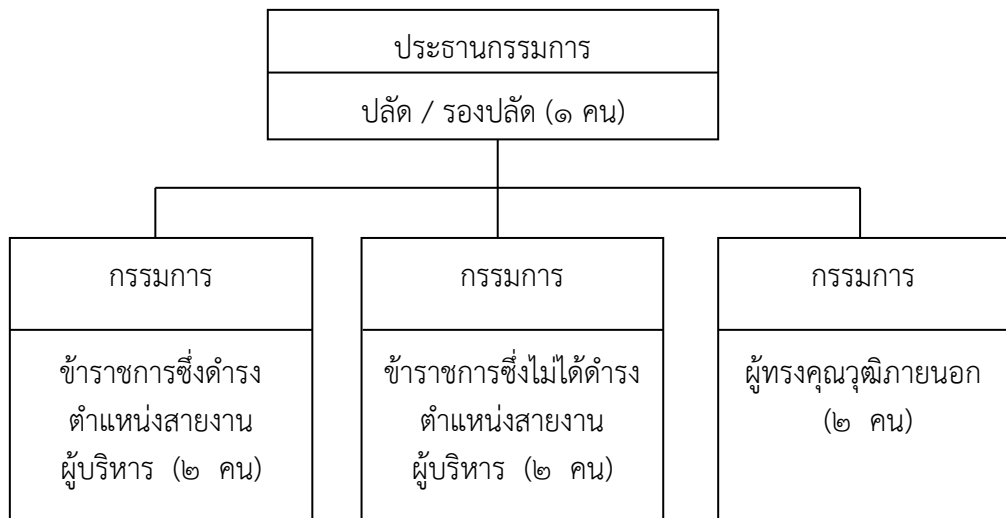 ประธานกรรมการ
ปลัด / รองปลัด (๑ คน)
กรรมการ
ข้าราชการซึ่งดำรง
ตำแหน่งสายงาน
ผู้บริหาร (๒ คน)
กรรมการ
ข้าราชการซึ่งไม่ได้ดำรง
ตำแหน่งสายงาน
ผู้บริหาร (๒ คน)
กรรมการ
ผู้ทรงคุณวุฒิภายนอก
(๒ คน)